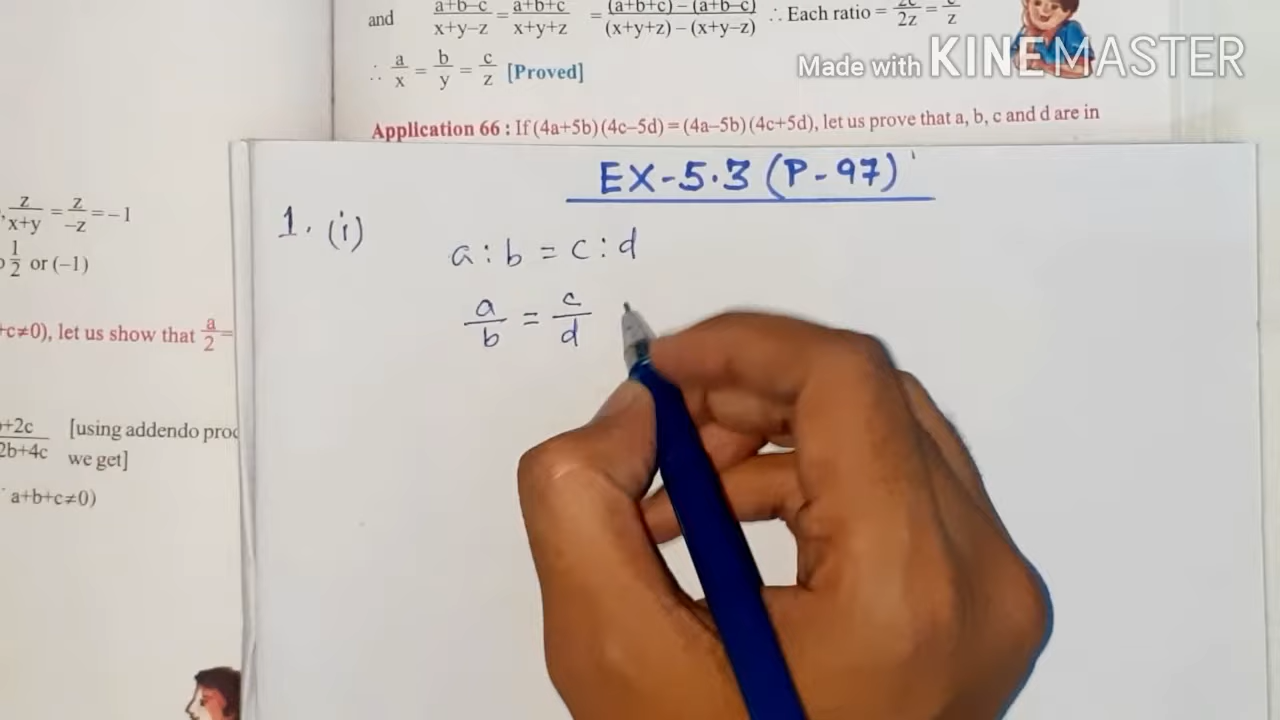 and a+b–c/x+y–z = a+b+c/x+y+z = (a+b+c) – (a+b–c)/(x+y+z) – (x+y–z) ∴ Each ratio = 2c/2z = c/z
Made with KINEMASTER
∴ a/x = b/y = c/z [Proved]
Application 66 : If (4a+5b) (4c–5d) = (4a–5b) (4c+5d), let us prove that a, b, c and d are in
z/x+y = z/–z = –1
1/2 or (–1)
+c≠0), let us show that a/2 =
+2c/2b+4c [using addendo
we get]
a+b+c≠0)
EX-5.3 (P-97)
1. (i) a : b = c : d
a/b = c/d